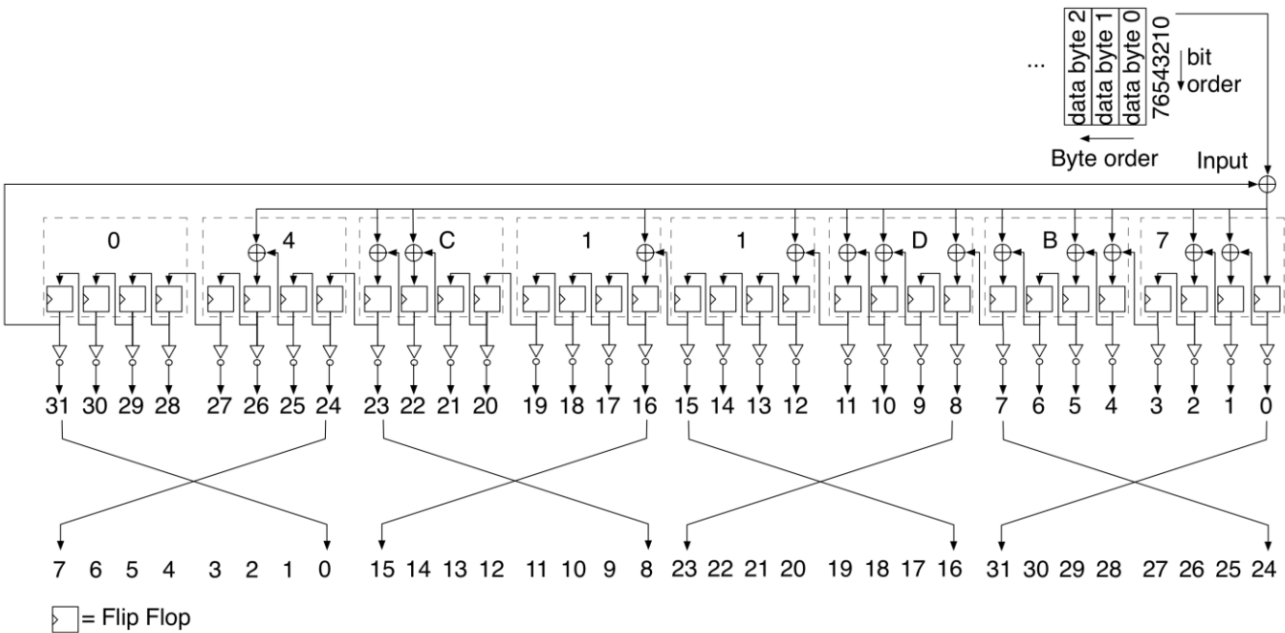 data byte 2
data byte 1
data byte 0
76543210
...
bit
order
Byte order
Input
0 4 C 1 1 D B 7
31 30 29 28 27 26 25 24 23 22 21 20 19 18 17 16 15 14 13 12 11 10 9 8 7 6 5 4 3 2 1 0
7 6 5 4 3 2 1 0 15 14 13 12 11 10 9 8 23 22 21 20 19 18 17 16 31 30 29 28 27 26 25 24
= Flip Flop